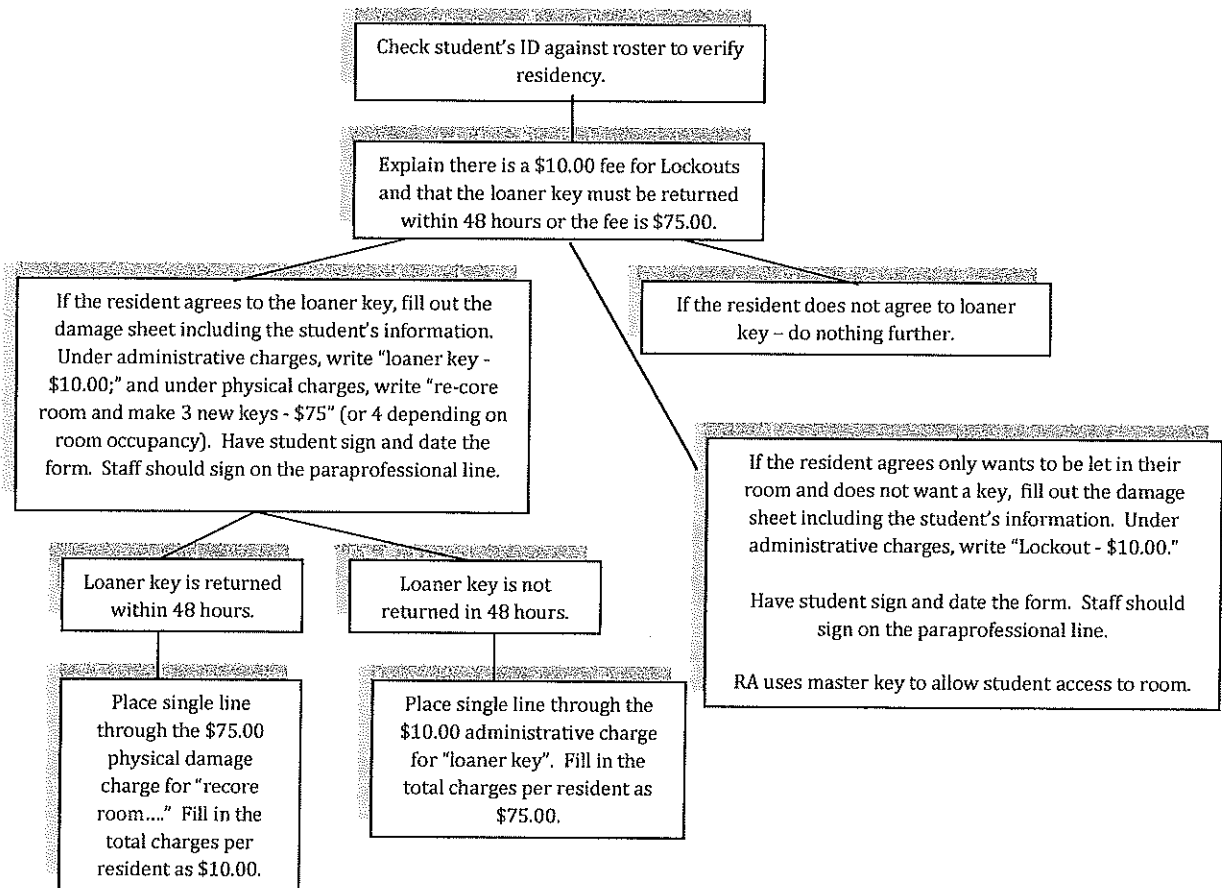 Check student's ID against roster to verify
residency.
Explain there is a $10.00 fee for Lockouts
and that the loaner key must be returned
within 48 hours or the fee is $75.00.
If the resident agrees to the loaner key, fill out the
damage sheet including the student's information.
Under administrative charges, write "loaner key -
$10.00;" and under physical charges, write "re-core
room and make 3 new keys - $75" (or 4 depending on
room occupancy). Have student sign and date the
form. Staff should sign on the paraprofessional line.
If the resident does not agree to loaner
key – do nothing further.
If the resident agrees only wants to be let in their
room and does not want a key, fill out the damage
sheet including the student's information. Under
administrative charges, write "Lockout - $10.00."
Have student sign and date the form. Staff should
sign on the paraprofessional line.
RA uses master key to allow student access to room.
Loaner key is returned
within 48 hours.
Loaner key is not
returned in 48 hours.
Place single line
through the $75.00
physical damage
charge for "recore
room...." Fill in the
total charges per
resident as $10.00.
Place single line through the
$10.00 administrative charge
for "loaner key". Fill in the
total charges per resident as
$75.00.